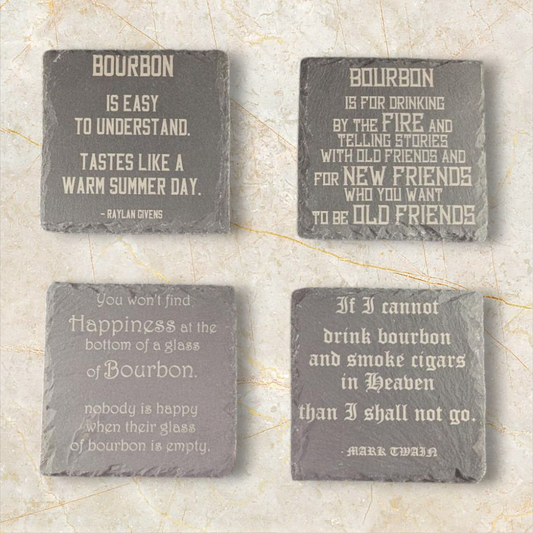 BOURBON
IS EASY
TO UNDERSTAND.
TASTES LIKE A
WARM SUMMER DAY.
- RAYLAN GIVENS
BOURBON
IS FOR DRINKING
BY THE FIRE AND
TELLING STORIES
WITH OLD FRIENDS AND
FOR NEW FRIENDS
WHO YOU WANT
TO BE OLD FRIENDS
You won't find
Happiness at the
bottom of a glass
of Bourbon.
nobody is happy
when their glass
of bourbon is empty.
If I cannot
drink bourbon
and smoke cigars
in Heaven
than I shall not go.
- MARK TWAIN